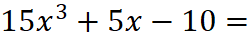 15x³ + 5x − 10 =